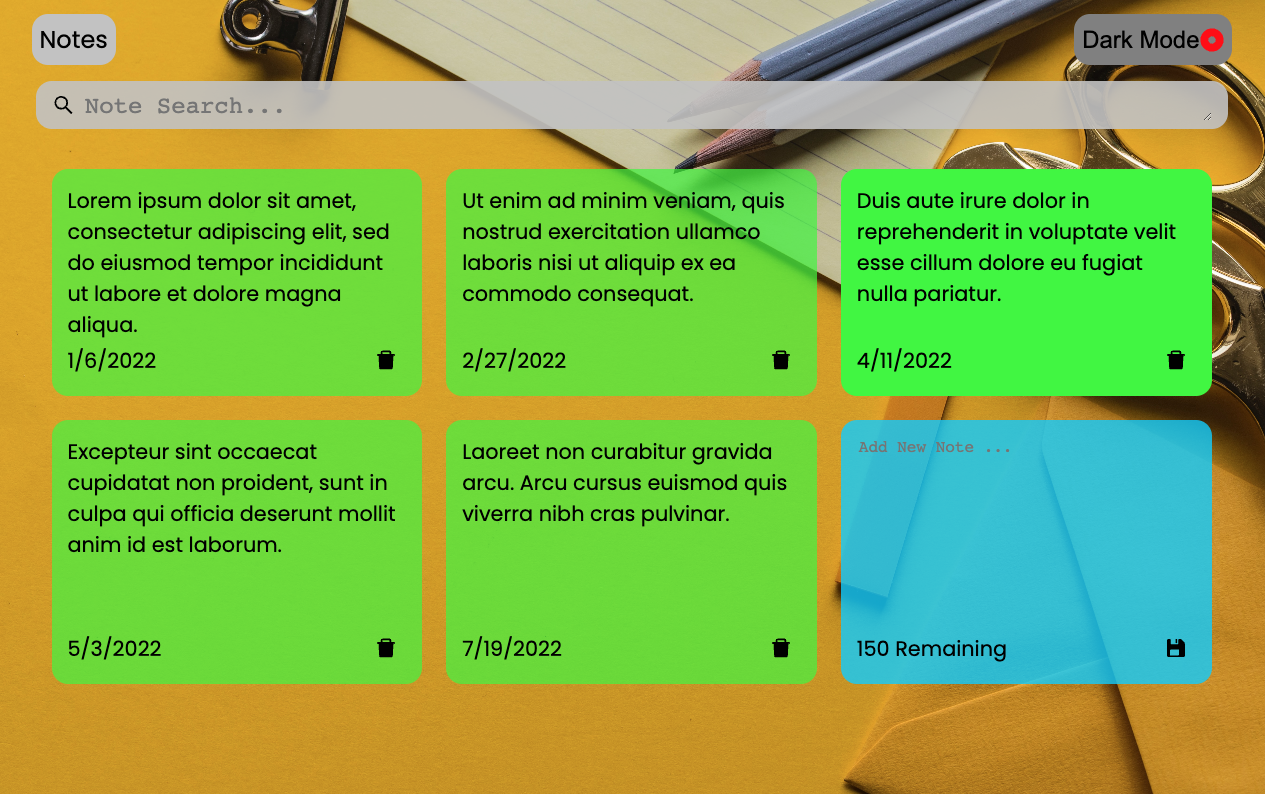 Notes
Dark Mode
Note Search...
Lorem ipsum dolor sit amet,
consectetur adipiscing elit, sed
do eiusmod tempor incididunt
ut labore et dolore magna
aliqua.
1/6/2022
Ut enim ad minim veniam, quis
nostrud exercitation ullamco
laboris nisi ut aliquip ex ea
commodo consequat.
2/27/2022
Duis aute irure dolor in
reprehenderit in voluptate velit
esse cillum dolore eu fugiat
nulla pariatur.
4/11/2022
Excepteur sint occaecat
cupidatat non proident, sunt in
culpa qui officia deserunt mollit
anim id est laborum.
5/3/2022
Laoreet non curabitur gravida
arcu. Arcu cursus euismod quis
viverra nibh cras pulvinar.
7/19/2022
Add New Note ...
150 Remaining